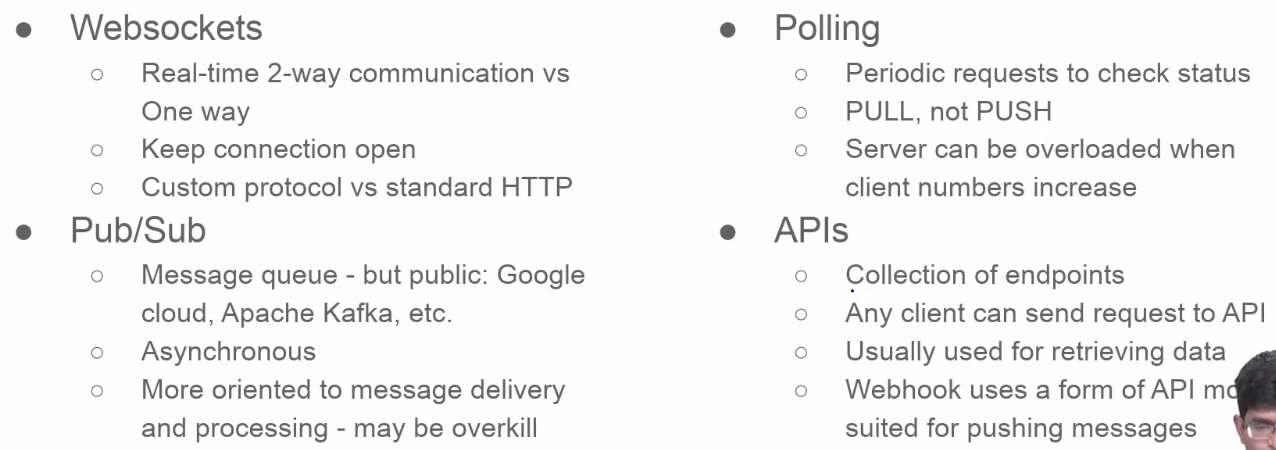 Websockets
Real-time 2-way communication vs
One way
Keep connection open
Custom protocol vs standard HTTP
Pub/Sub
Message queue - but public: Google
cloud, Apache Kafka, etc.
Asynchronous
More oriented to message delivery
and processing - may be overkill
Polling
Periodic requests to check status
PULL, not PUSH
Server can be overloaded when
client numbers increase
APIs
Collection of endpoints
Any client can send request to API
Usually used for retrieving data
Webhook uses a form of API
suited for pushing messages